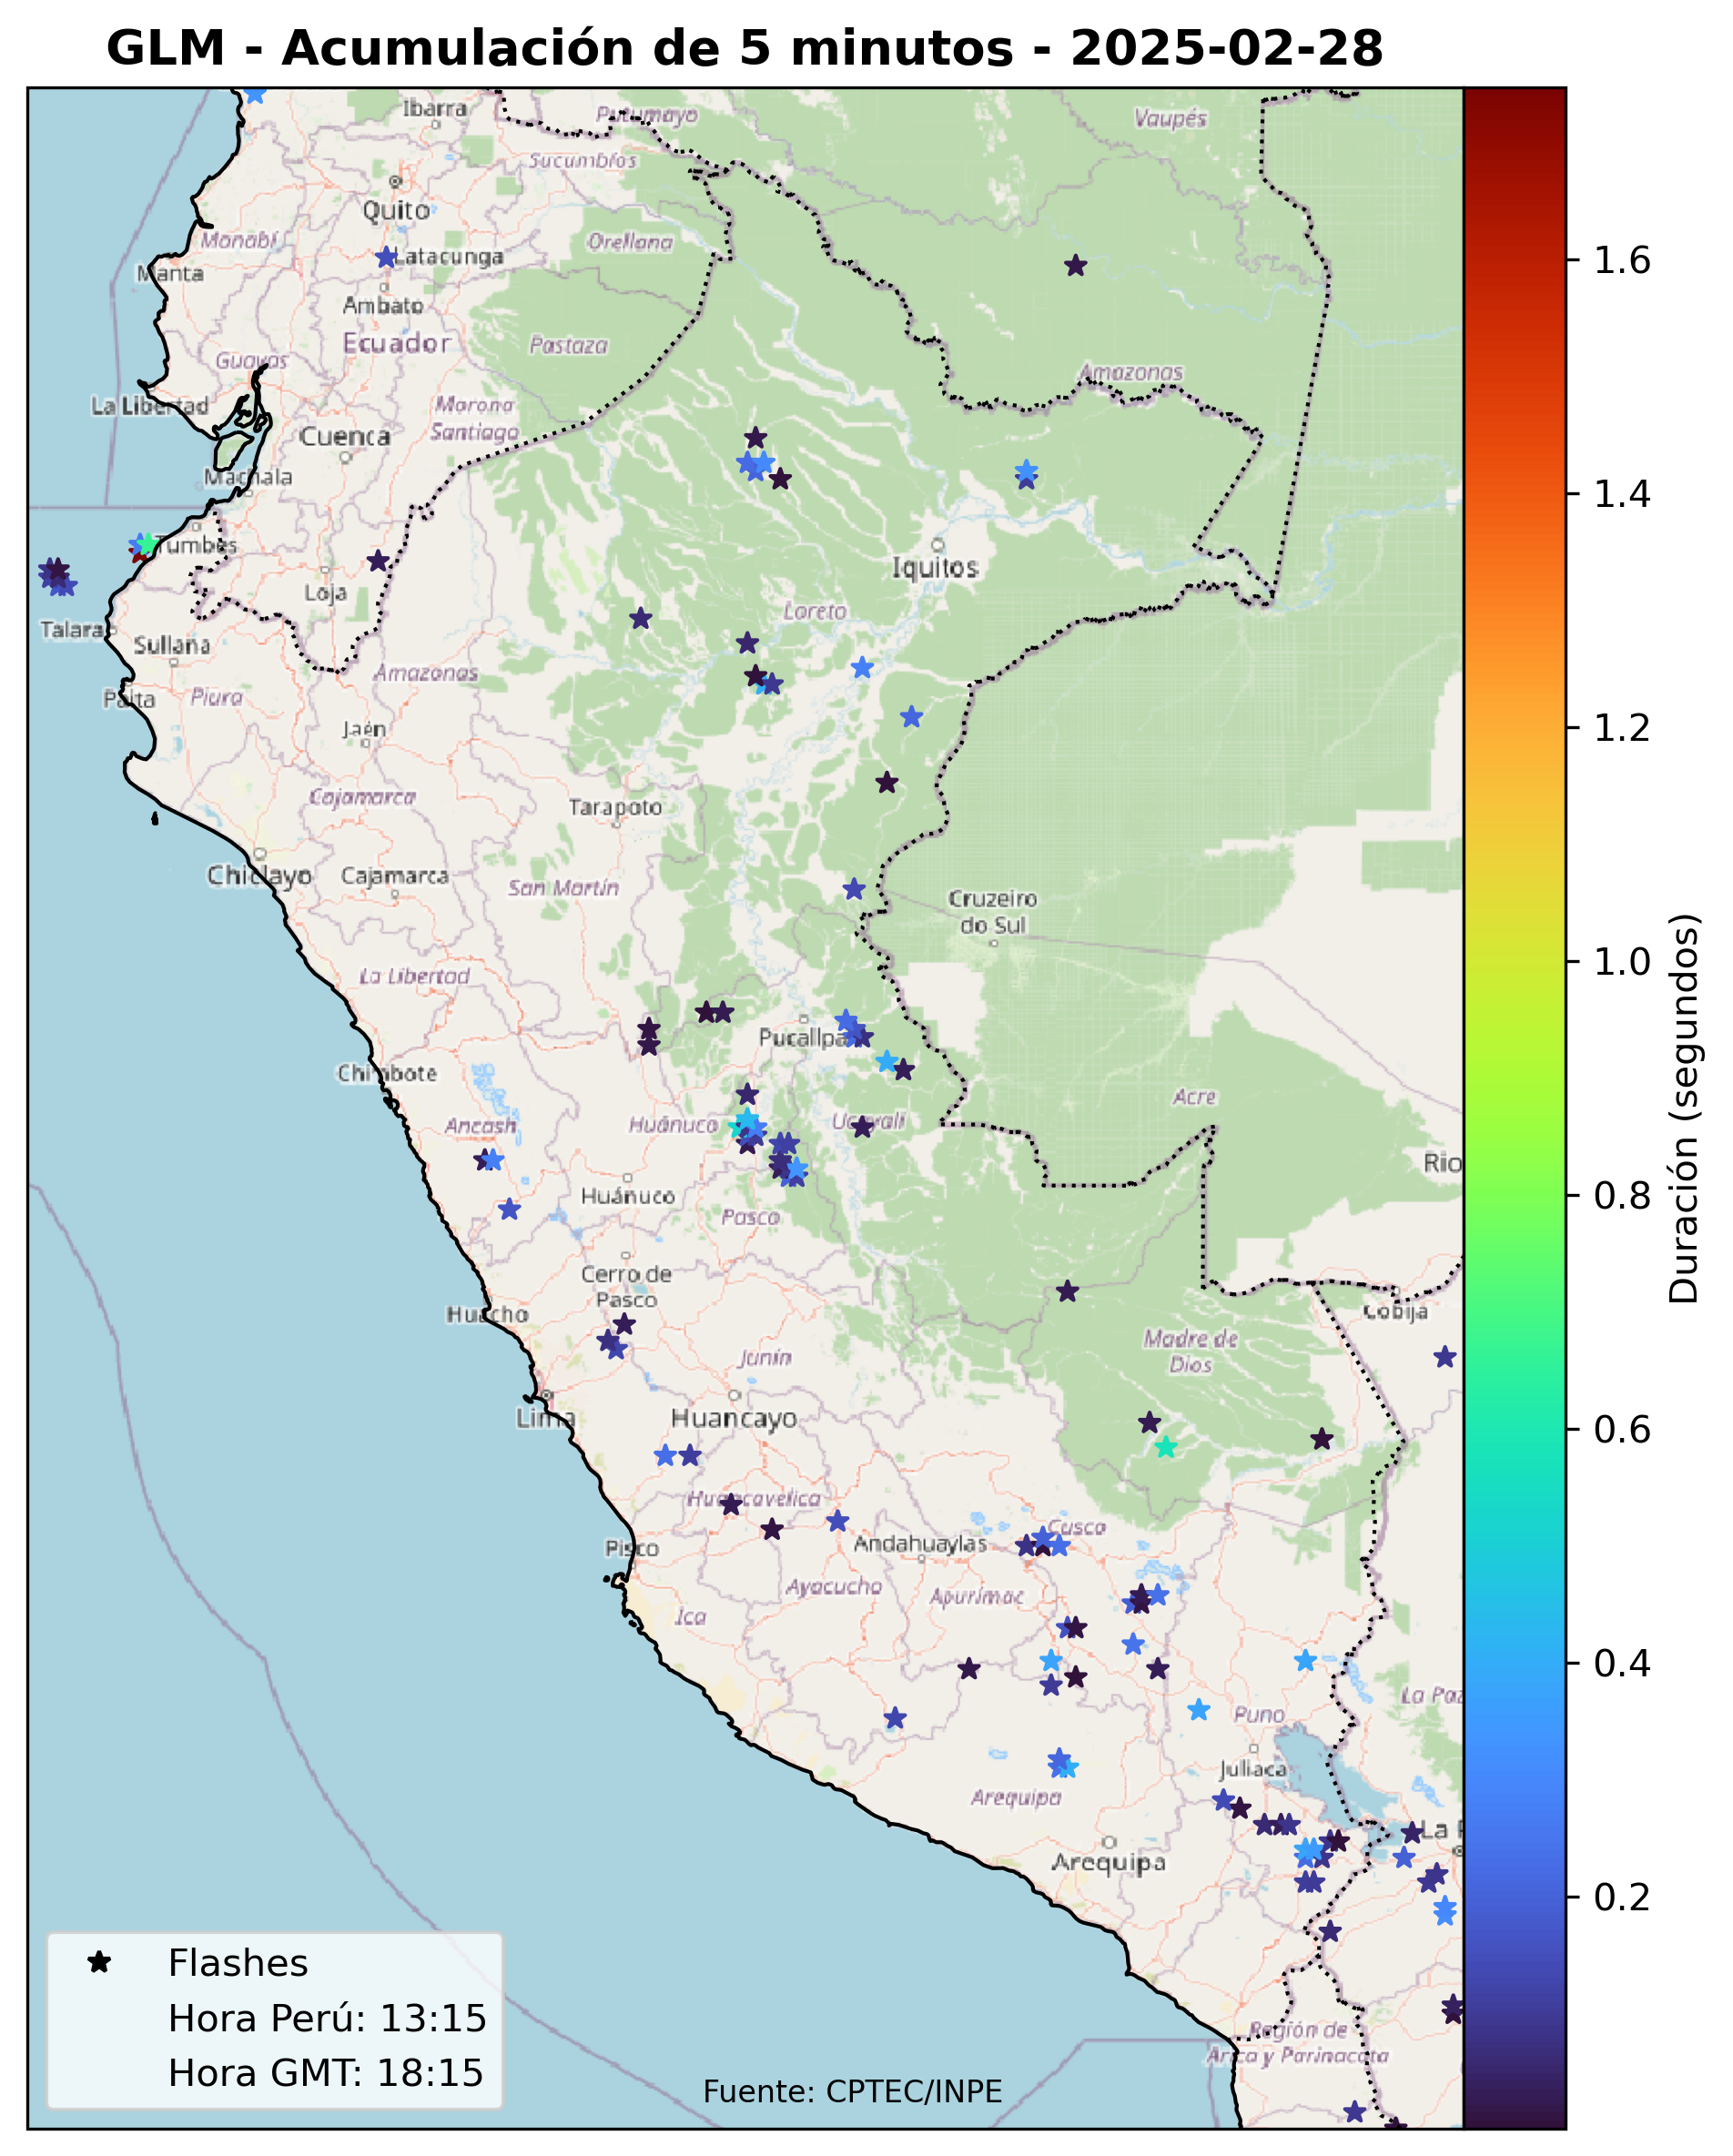 GLM - Acumulación de 5 minutos - 2025-02-28
Ibarra
Putumayo
Vaupés
Sucumbíos
Quito
Manabí
Orellana
Latacunga
Manta
Ambato
Ecuador
Pastaza
Guayas
Amazonas
La Libertad
Morona
Santiago
Cuenca
Machala
Tumbes
Iquitos
Loja
Loreto
Talara
Sullana
Amazonas
Paita
Piura
Jaén
Cajamarca
Tarapoto
Chiclayo
Cajamarca
San Martín
Cruzeiro
do Sul
La Libertad
Pucallpa
Chimbote
Acre
Ancash
Huánuco
Ucayali
Rio
Huánuco
Pasco
Cerro de
Pasco
Huacho
Cobija
Junín
Madre de
Dios
Lima
Huancayo
Huancavelica
Cusco
Pisco
Andahuaylas
Ayacucho
Apurímac
Ica
La Paz
Puno
Juliaca
Arequipa
La P
Arequipa
Región de
Arica y Parinacota
Flashes
Hora Perú: 13:15
Hora GMT: 18:15
Fuente: CPTEC/INPE
1.6
1.4
1.2
1.0
0.8
0.6
0.4
0.2
Duración (segundos)